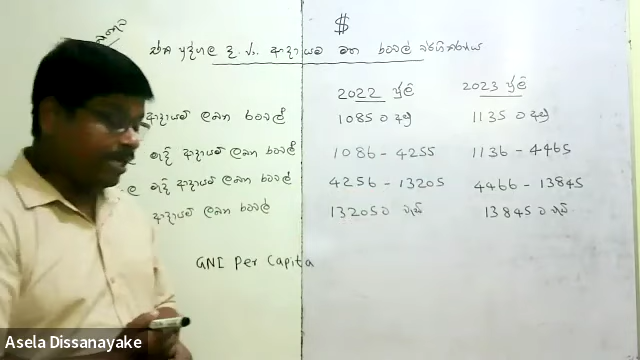 $
ඒක පුද්ගල ද. ජා. ආදායම මත රටවල් වර්ගීකරණය
2022 ජූලි 2023 ජූලි
ආදායම් ලබන රටවල් 1085 ට අඩු 1135 ට අඩු
මැදි ආදායම් ලබන රටවල් 1086 - 4255 1136 - 4465
ල මැදි ආදායම් ලබන රටවල් 4256 - 13205 4466 - 13845
ආදායම් ලබන රටවල් 13205 ට වැඩි 13845 ට වැඩි
GNI Per Capita
Asela Dissanayake